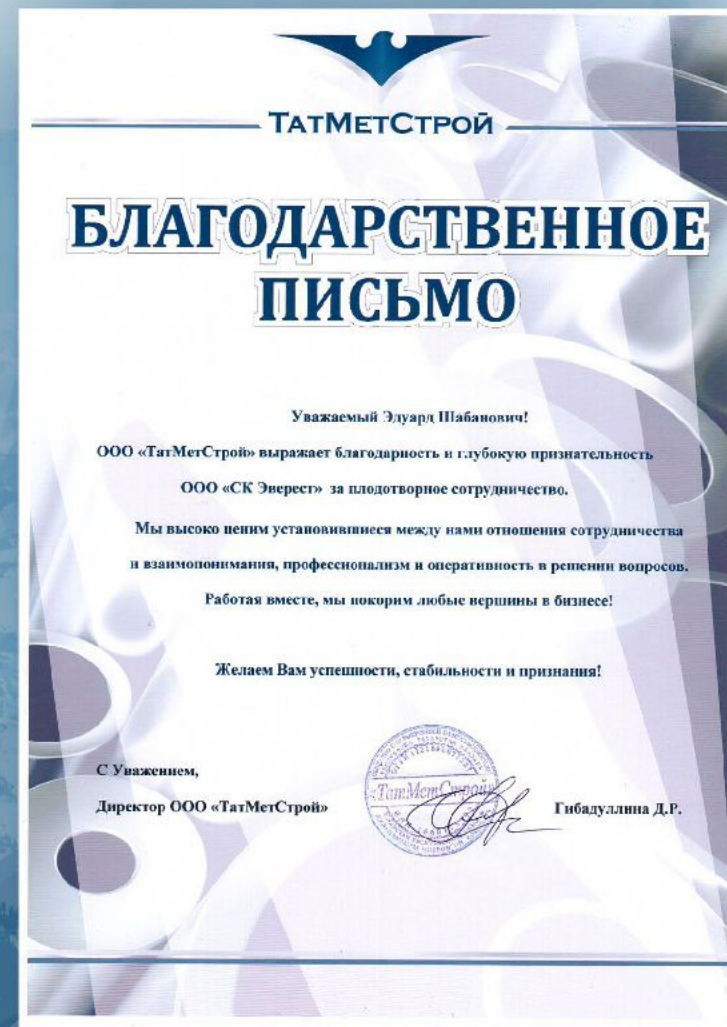 ТатМетСтрой
БЛАГОДАРСТВЕННОЕ
ПИСЬМО
Уважаемый Эдуард Шабанович!
ООО «ТатМетСтрой» выражает благодарность и глубокую признательность
ООО «СК Эверест» за плодотворное сотрудничество.
Мы высоко ценим установившиеся между нами отношения сотрудничества
и взаимопонимания, профессионализм и оперативность в решении вопросов.
Работая вместе, мы покорим любые вершины в бизнесе!
Желаем Вам успешности, стабильности и признания!
С Уважением,
Директор ООО «ТатМетСтрой»
ТатМетСтрой
Гибадуллина Д.Р.